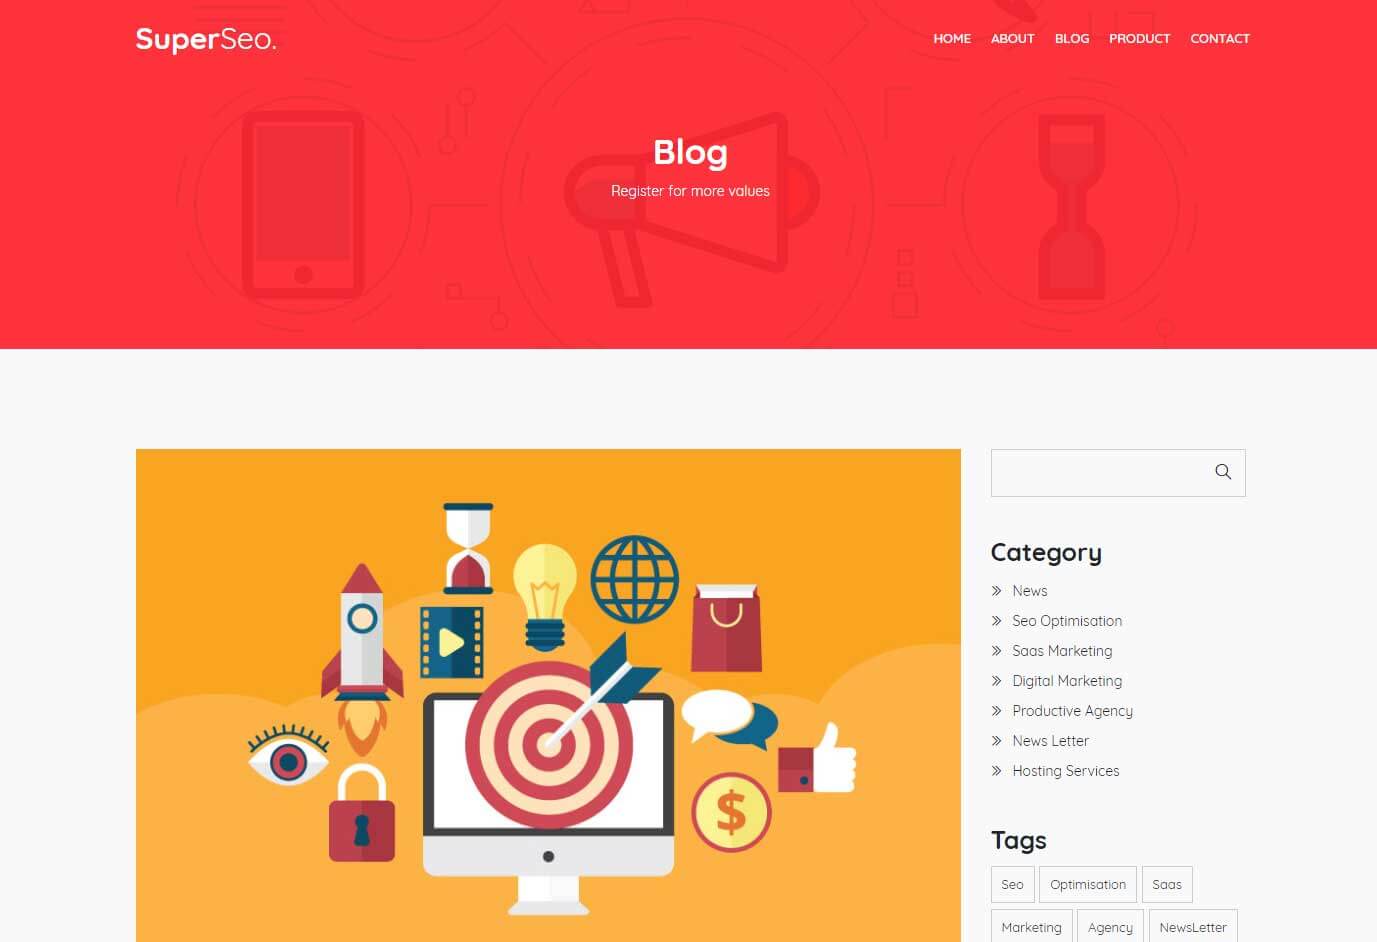 SuperSeo.
HOME ABOUT BLOG PRODUCT CONTACT
Blog
Register for more values
$
Category
News
Seo Optimisation
Saas Marketing
Digital Marketing
Productive Agency
News Letter
Hosting Services
Tags
Seo Optimisation Saas
Marketing Agency NewsLetter